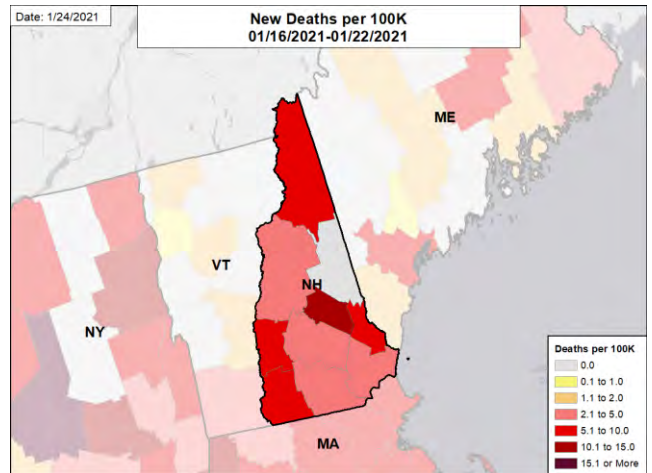 Date: 1/24/2021
New Deaths per 100K
01/16/2021-01/22/2021
ME
VT
NH
NY
MA
Deaths per 100K
0.0
0.1 to 1.0
1.1 to 2.0
2.1 to 5.0
5.1 to 10.0
10.1 to 15.0
15.1 or More